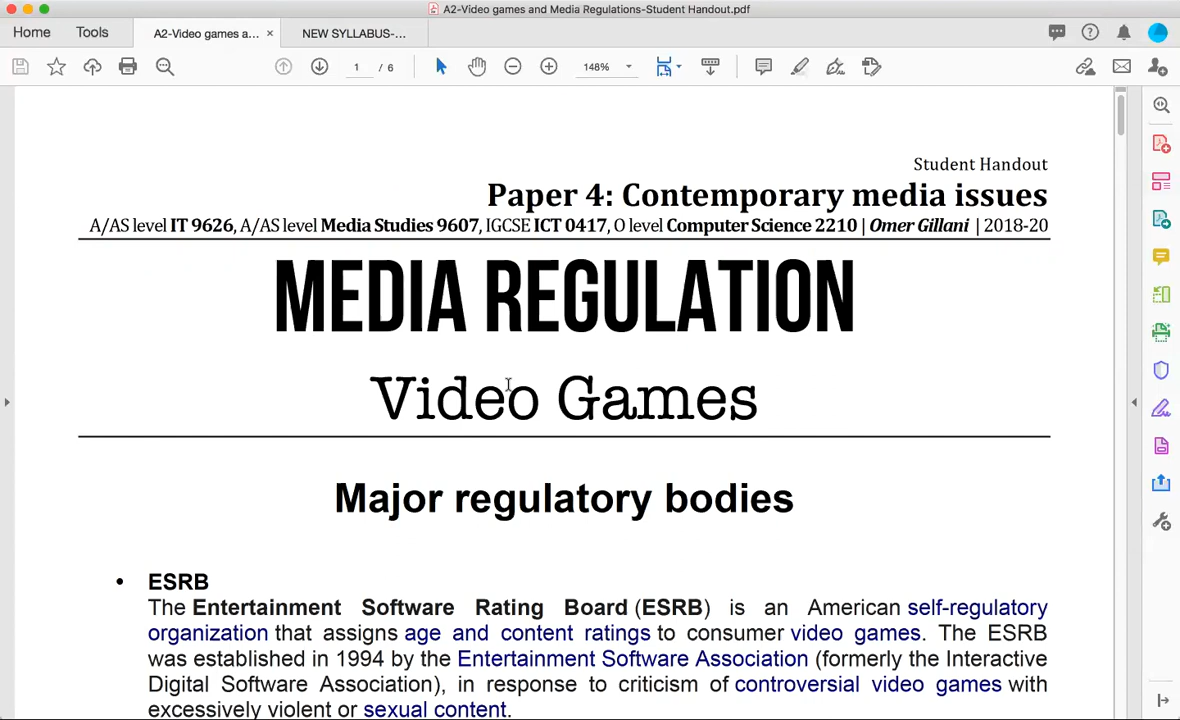 A2-Video games and Media Regulations-Student Handout.pdf
Home Tools A2-Video games a... × NEW SYLLABUS-...
1 / 6 148%
Student Handout
Paper 4: Contemporary media issues
A/AS level IT 9626, A/AS level Media Studies 9607, IGCSE ICT 0417, O level Computer Science 2210 | Omer Gillani | 2018-20
MEDIA REGULATION
Video Games
Major regulatory bodies
• ESRB
The Entertainment Software Rating Board (ESRB) is an American self-regulatory
organization that assigns age and content ratings to consumer video games. The ESRB
was established in 1994 by the Entertainment Software Association (formerly the Interactive
Digital Software Association), in response to criticism of controversial video games with
excessively violent or sexual content.